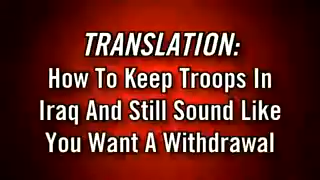 TRANSLATION:
How To Keep Troops In
Iraq And Still Sound Like
You Want A Withdrawal